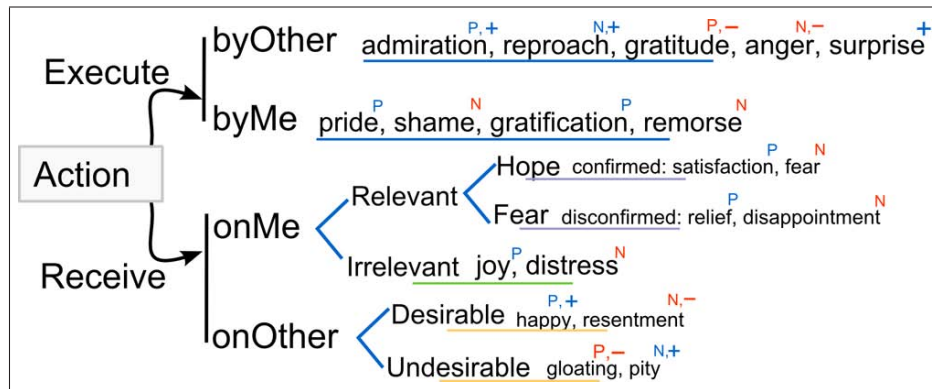 P,+ N,+ P,− N,− +
byOther admiration, reproach, gratitude, anger, surprise
Execute
P N P N
byMe pride, shame, gratification, remorse
Action
Hope confirmed: satisfaction, fear P N
Relevant
Fear disconfirmed: relief, disappointment P N
onMe
Receive
Irrelevant joy, distress P N
Desirable happy, resentment P,+ N,−
onOther
Undesirable gloating, pity P,− N,+